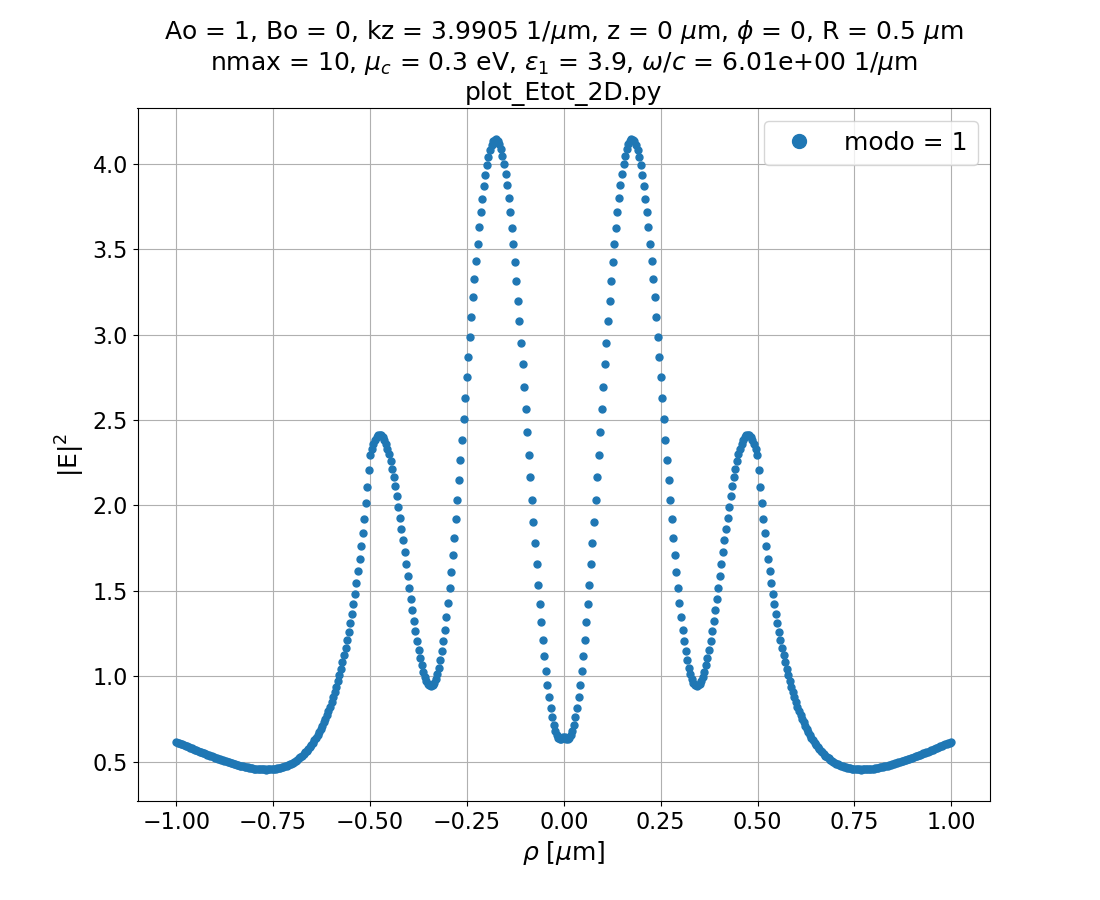 Ao = 1, Bo = 0, kz = 3.9905 1/μm, z = 0 μm, ϕ = 0, R = 0.5 μm
nmax = 10, μ_c = 0.3 eV, ε₁ = 3.9, ω/c = 6.01e+00 1/μm
plot_Etot_2D.py
modo = 1
4.0
3.5
3.0
2.5
2.0
1.5
1.0
0.5
|E|²
−1.00 −0.75 −0.50 −0.25 0.00 0.25 0.50 0.75 1.00
ρ [μm]